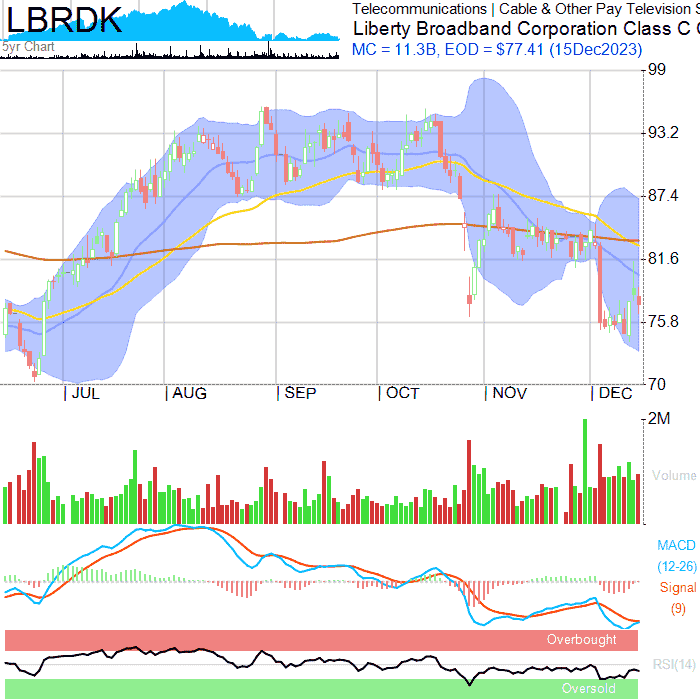 LBRDK
5yr Chart
Telecommunications | Cable & Other Pay Television S
Liberty Broadband Corporation Class C C
MC = 11.3B, EOD = $77.41 (15Dec2023)
99
93.2
87.4
81.6
75.8
70
JUL AUG SEP OCT NOV DEC
2M
Volume
MACD
(12-26)
Signal
(9)
Overbought
RSI(14)
Oversold